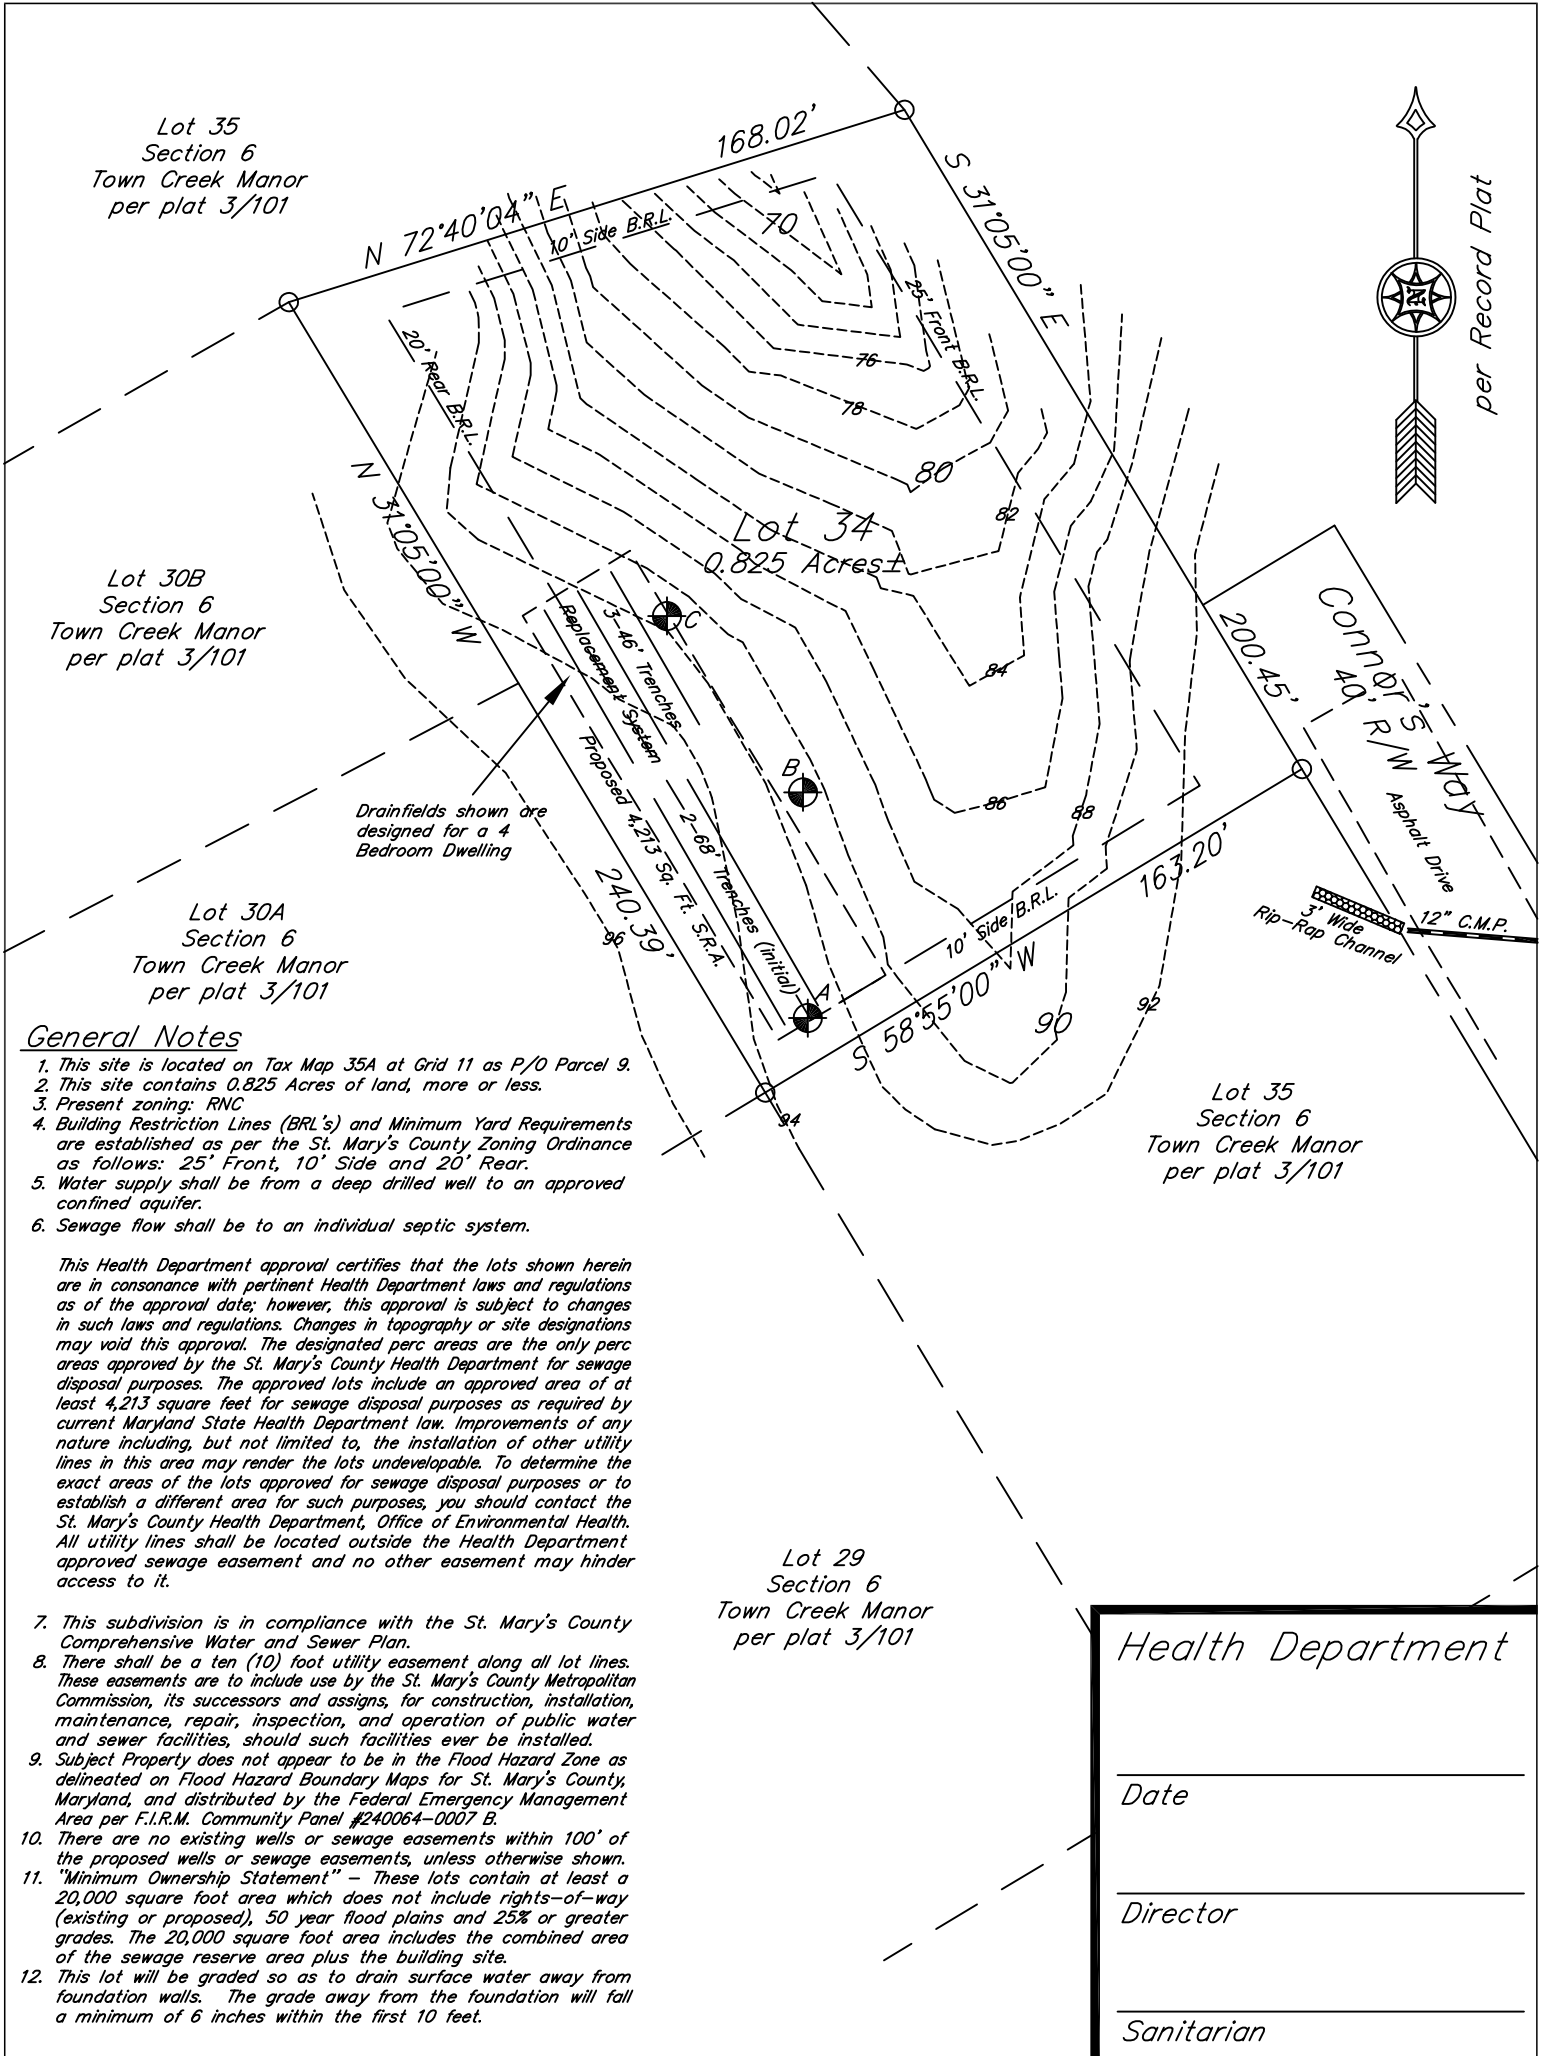 Lot 35
Section 6
Town Creek Manor
per plat 3/101
N 72°40'04" E
168.02'
10' Side B.R.L.
70
S 31°05'00" E
25' Front B.R.L.
20' Rear B.R.L.
76
78
80
82
N
per Record Plat
N 31°05'00" W
Lot 34
0.825 Acres±
Lot 30B
Section 6
Town Creek Manor
per plat 3/101
C
3-46' Trenches
Replacement System
84
200.45'
Connor's Way
40' R/W
Asphalt Drive
B
86
88
Drainfields shown are
designed for a 4
Bedroom Dwelling
Proposed 4,213 Sq. Ft. S.R.A.
2-68' Trenches (initial)
240.39'
163.20'
10' Side B.R.L.
S 58°55'00" W
3' Wide
Rip-Rap Channel
12" C.M.P.
Lot 30A
Section 6
Town Creek Manor
per plat 3/101
96
A
90
92
94
Lot 35
Section 6
Town Creek Manor
per plat 3/101
General Notes
1. This site is located on Tax Map 35A at Grid 11 as P/O Parcel 9.
2. This site contains 0.825 Acres of land, more or less.
3. Present zoning: RNC
4. Building Restriction Lines (BRL's) and Minimum Yard Requirements
are established as per the St. Mary's County Zoning Ordinance
as follows: 25' Front, 10' Side and 20' Rear.
5. Water supply shall be from a deep drilled well to an approved
confined aquifer.
6. Sewage flow shall be to an individual septic system.
This Health Department approval certifies that the lots shown herein
are in consonance with pertinent Health Department laws and regulations
as of the approval date; however, this approval is subject to changes
in such laws and regulations. Changes in topography or site designations
may void this approval. The designated perc areas are the only perc
areas approved by the St. Mary's County Health Department for sewage
disposal purposes. The approved lots include an approved area of at
least 4,213 square feet for sewage disposal purposes as required by
current Maryland State Health Department law. Improvements of any
nature including, but not limited to, the installation of other utility
lines in this area may render the lots undevelopable. To determine the
exact areas of the lots approved for sewage disposal purposes or to
establish a different area for such purposes, you should contact the
St. Mary's County Health Department, Office of Environmental Health.
All utility lines shall be located outside the Health Department
approved sewage easement and no other easement may hinder
access to it.
7. This subdivision is in compliance with the St. Mary's County
Comprehensive Water and Sewer Plan.
8. There shall be a ten (10) foot utility easement along all lot lines.
These easements are to include use by the St. Mary's County Metropolitan
Commission, its successors and assigns, for construction, installation,
maintenance, repair, inspection, and operation of public water
and sewer facilities, should such facilities ever be installed.
9. Subject Property does not appear to be in the Flood Hazard Zone as
delineated on Flood Hazard Boundary Maps for St. Mary's County,
Maryland, and distributed by the Federal Emergency Management
Area per F.I.R.M. Community Panel #240064-0007 B.
10. There are no existing wells or sewage easements within 100' of
the proposed wells or sewage easements, unless otherwise shown.
11. "Minimum Ownership Statement" – These lots contain at least a
20,000 square foot area which does not include rights-of-way
(existing or proposed), 50 year flood plains and 25% or greater
grades. The 20,000 square foot area includes the combined area
of the sewage reserve area plus the building site.
12. This lot will be graded so as to drain surface water away from
foundation walls. The grade away from the foundation will fall
a minimum of 6 inches within the first 10 feet.
Lot 29
Section 6
Town Creek Manor
per plat 3/101
Health Department
Date
Director
Sanitarian